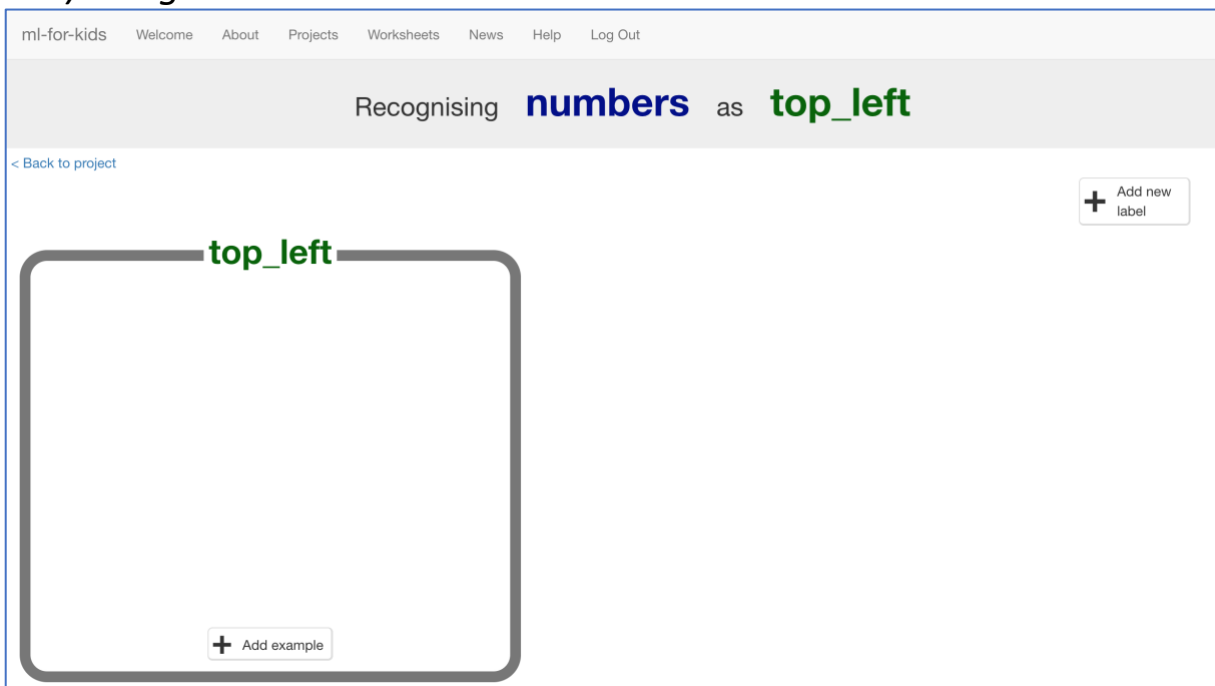 ml-for-kids Welcome About Projects Worksheets News Help Log Out
Recognising numbers as top_left
< Back to project
Add new
label
top_left
Add example